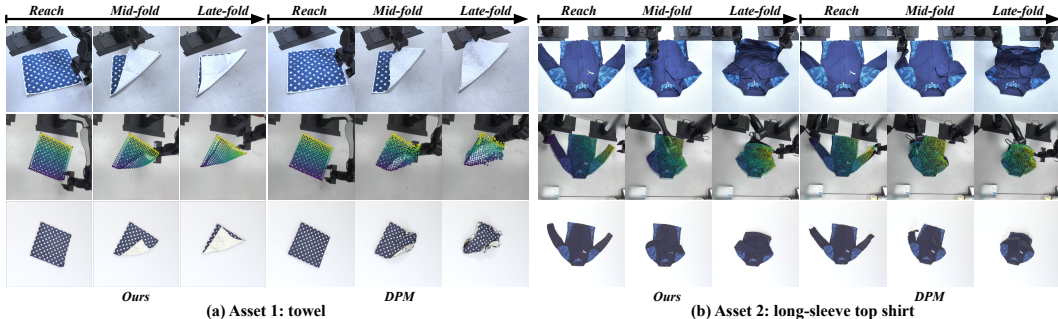 Reach Mid-fold Late-fold Reach Mid-fold Late-fold
Reach Mid-fold Late-fold Reach Mid-fold Late-fold
Ours DPM
(a) Asset 1: towel
Ours DPM
(b) Asset 2: long-sleeve top shirt